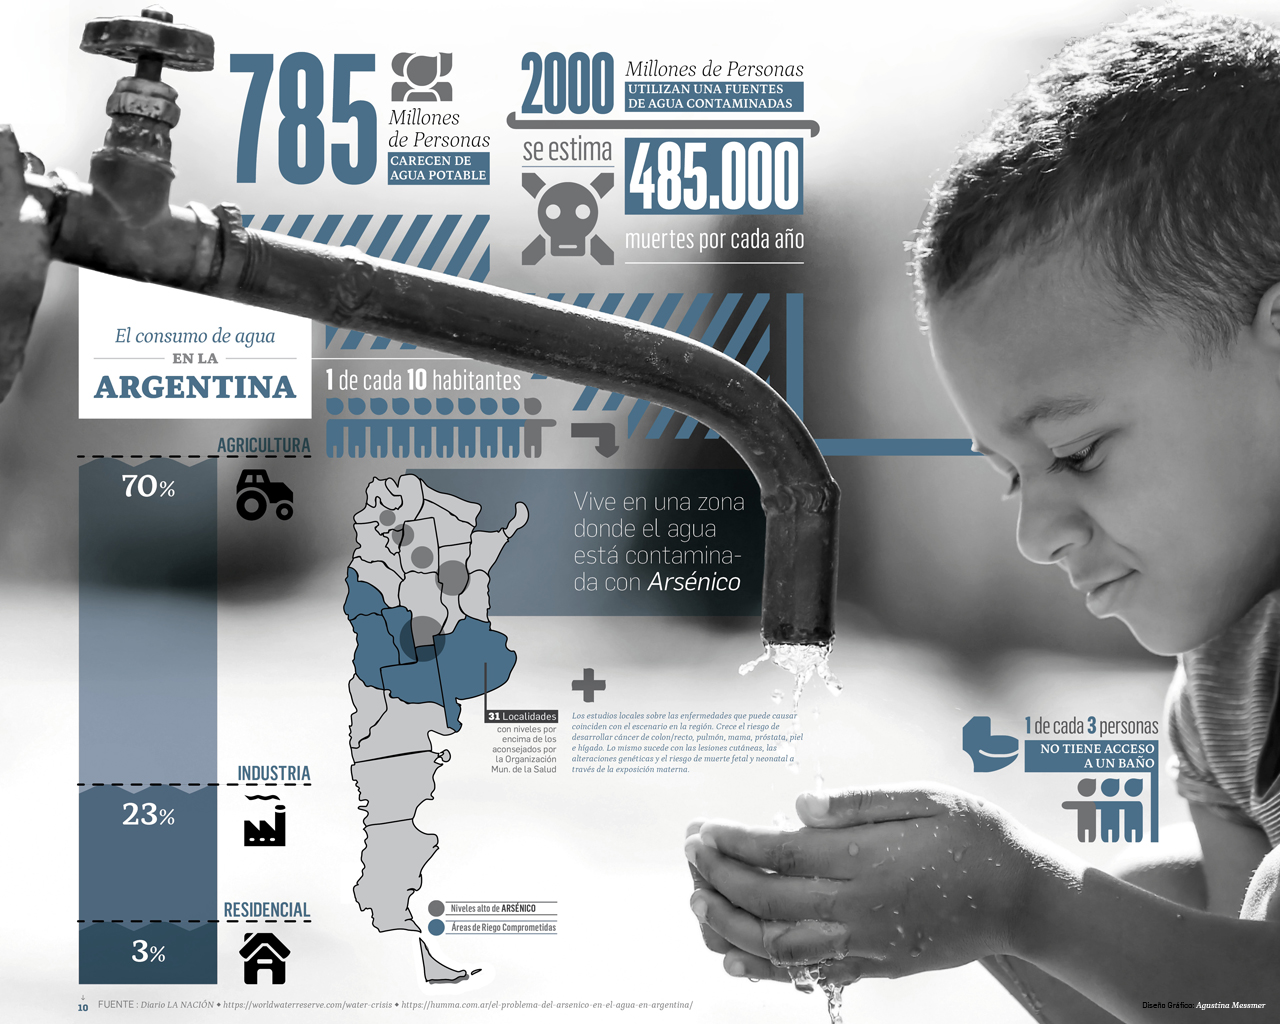 785
Millones
de Personas
CARECEN DE
AGUA POTABLE
2000
Millones de Personas
UTILIZAN UNA FUENTES
DE AGUA CONTAMINADAS
se estima
485.000
muertes por cada año
El consumo de agua
EN LA
ARGENTINA
1 de cada 10 habitantes
Vive en una zona
donde el agua
está contamina-
da con Arsénico
AGRICULTURA
70%
INDUSTRIA
23%
RESIDENCIAL
3%
31 Localidades
con niveles por
encima de los
aconsejados por
la Organización
Mun. de la Salud
Los estudios locales sobre las enfermedades que puede causar
coinciden con el escenario en la región. Crece el riesgo de
desarrollar cáncer de colon/recto, pulmón, mama, próstata, piel
e hígado. Lo mismo sucede con las lesiones cutáneas, las
alteraciones genéticas y el riesgo de muerte fetal y neonatal a
través de la exposición materna.
1 de cada 3 personas
NO TIENE ACCESO
A UN BAÑO
Niveles alto de ARSÉNICO
Áreas de Riego Comprometidas
10
FUENTE : Diario LA NACIÓN ♦ https://worldwaterreserve.com/water-crisis ♦ https://humma.com.ar/el-problema-del-arsenico-en-el-agua-en-argentina/
Diseño Gráfico: Agustina Messmer